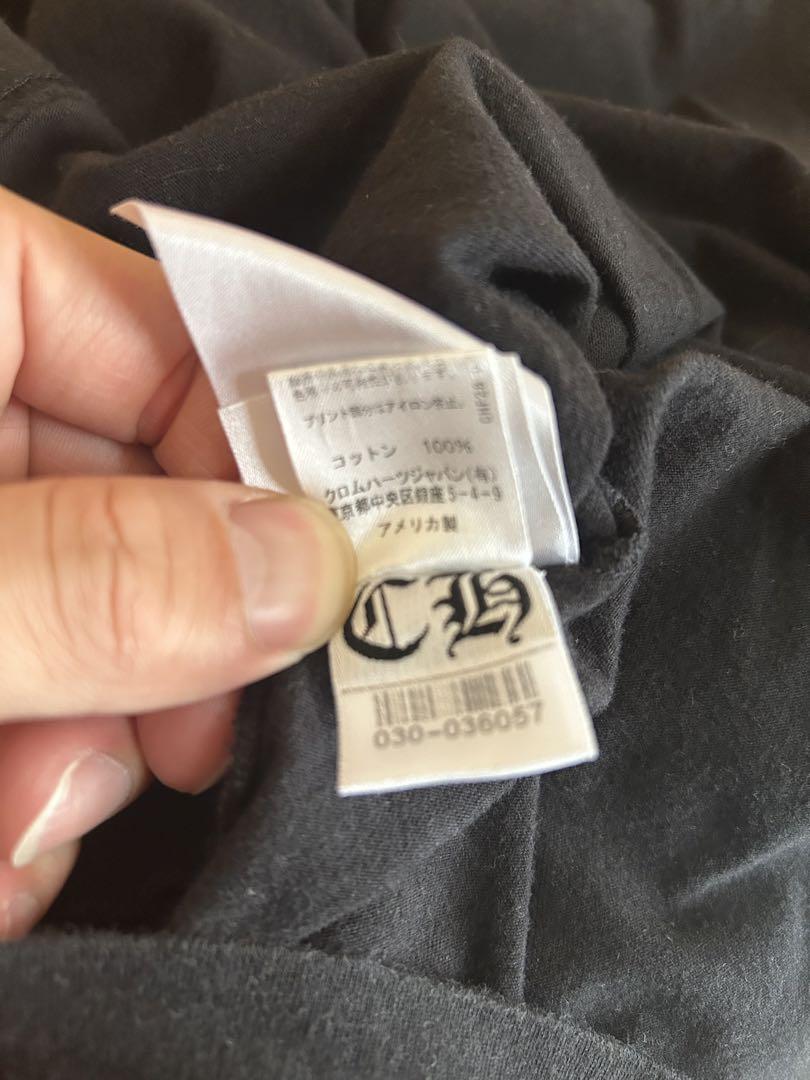 プリント部分はアイロン禁止。
CHF28
コットン 100%
クロムハーツジャパン(有)
東京都中央区銀座5-4-9
アメリカ製
CH
030-036057